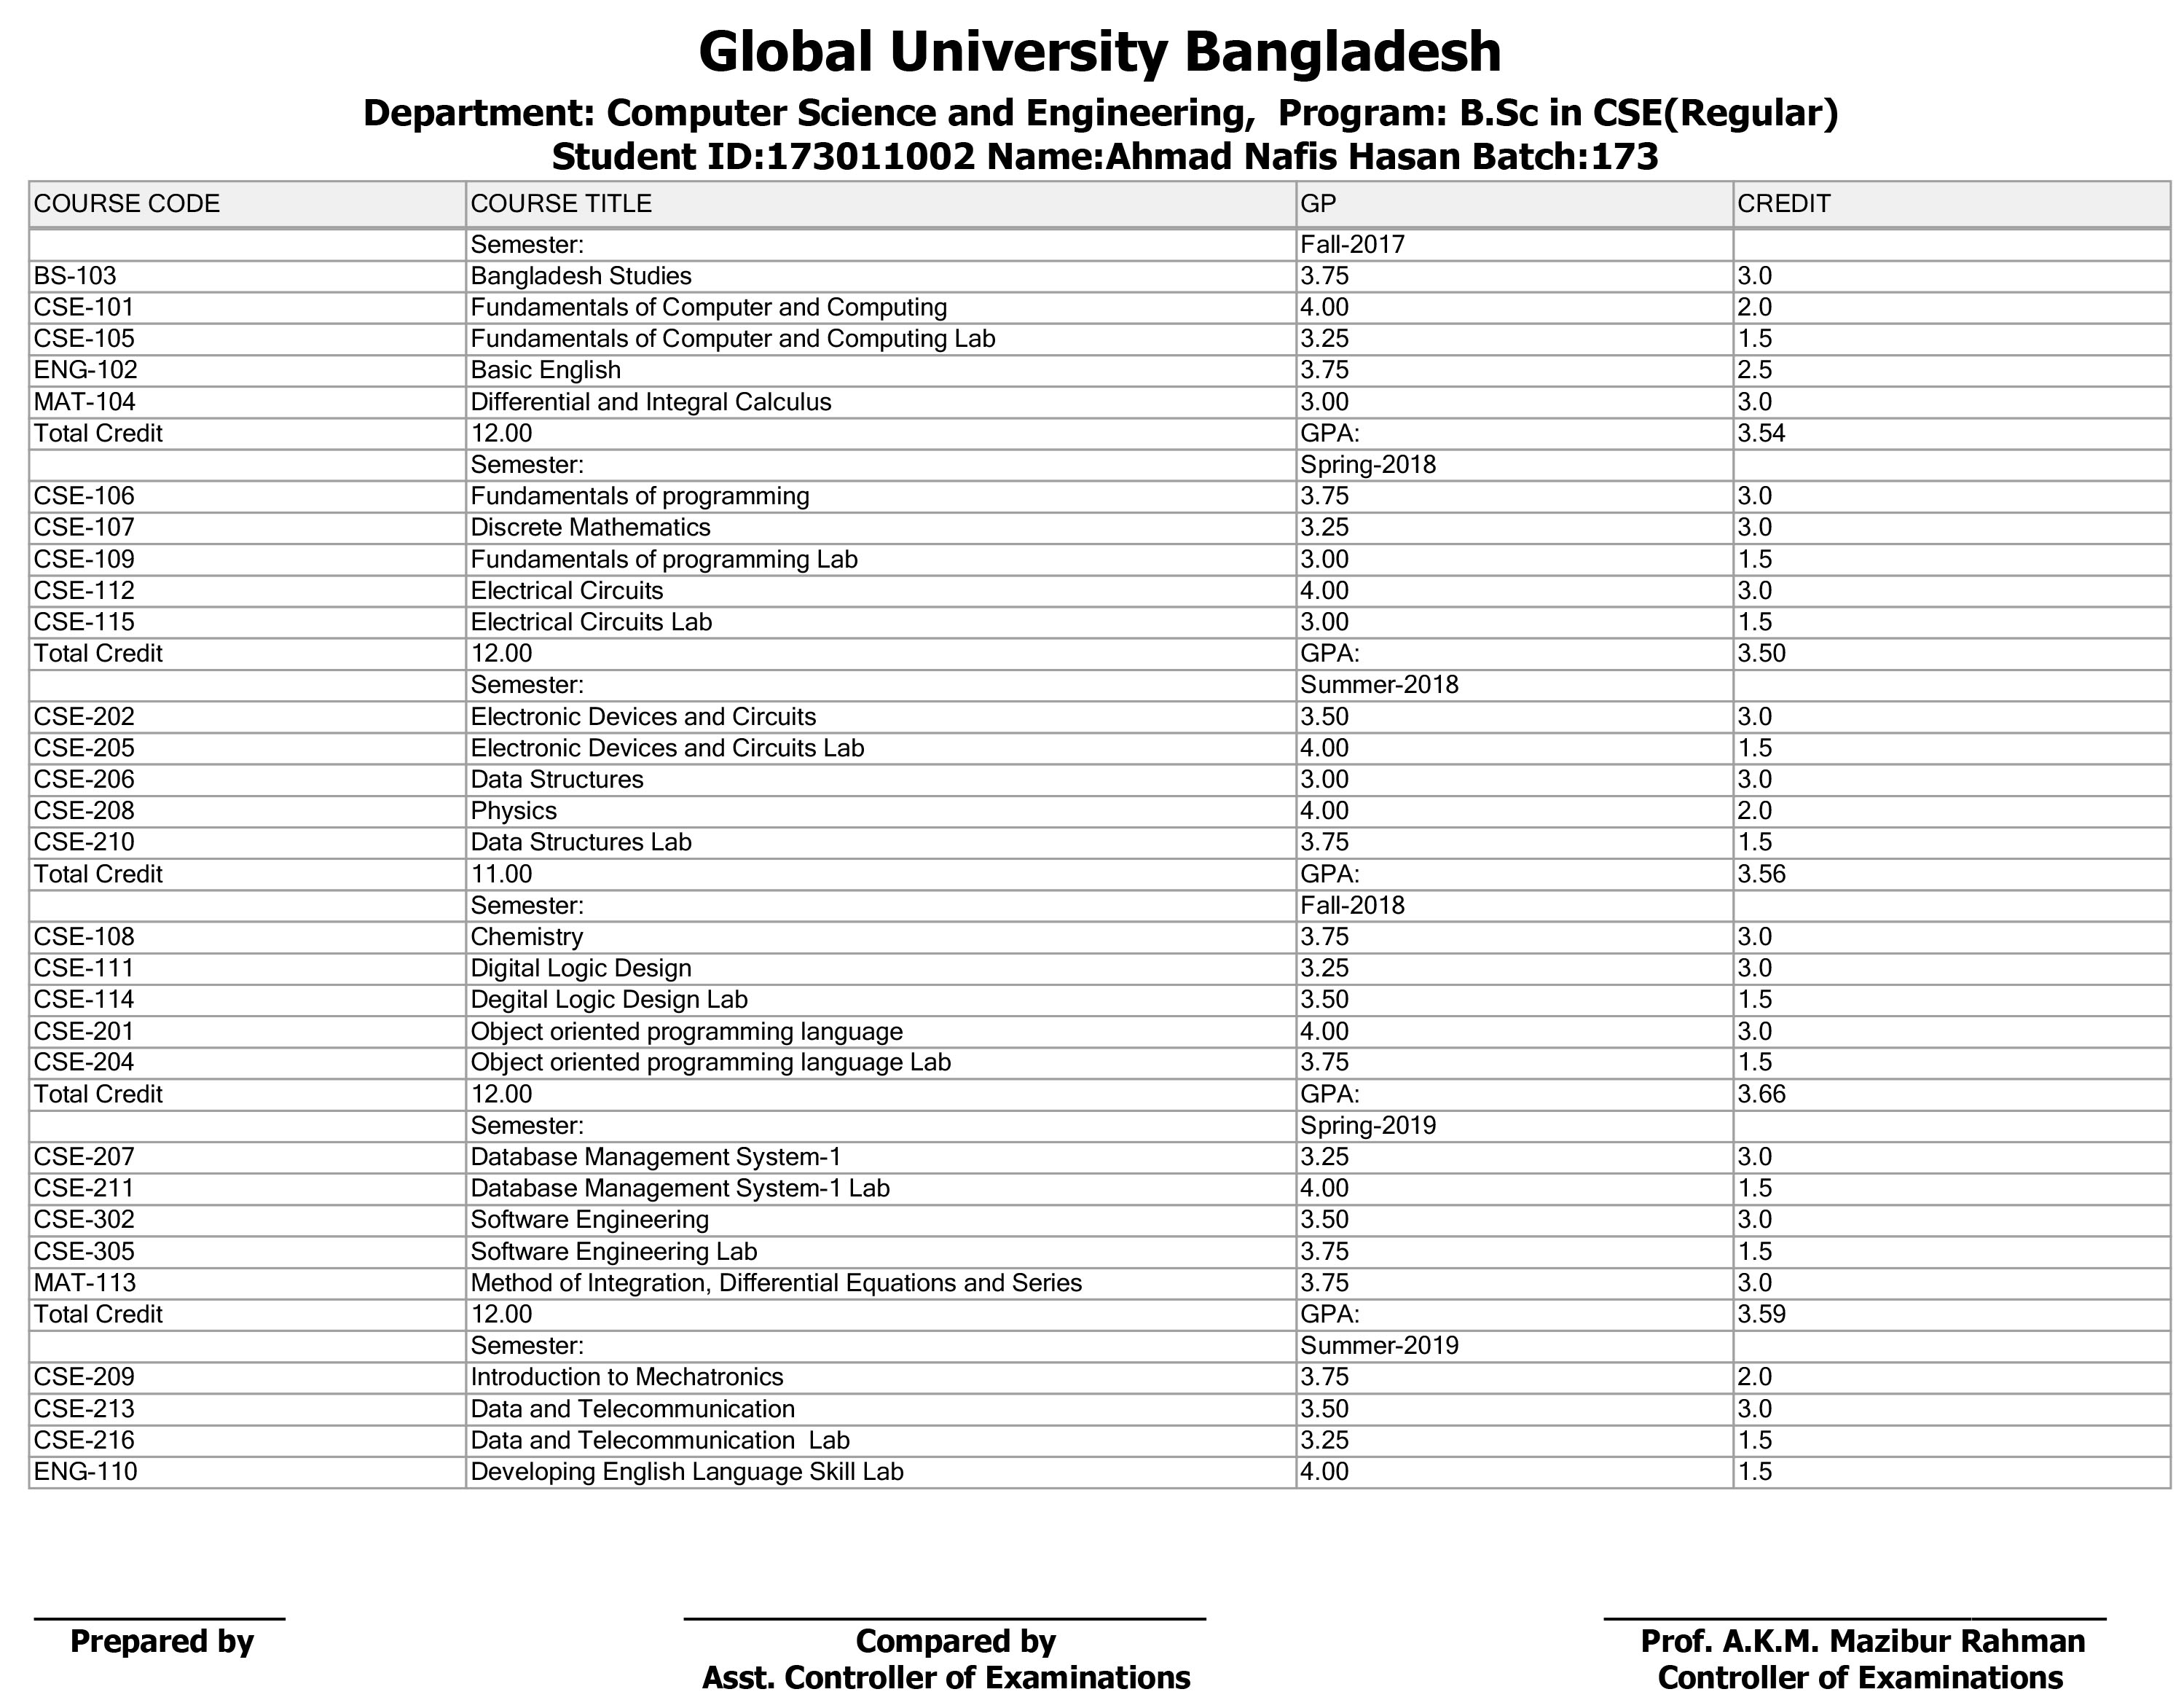 Global University Bangladesh
Department: Computer Science and Engineering,  Program: B.Sc in CSE(Regular)
Student ID:173011002 Name:Ahmad Nafis Hasan Batch:173
COURSE CODE COURSE TITLE GP CREDIT
Semester: Fall-2017
BS-103 Bangladesh Studies 3.75 3.0
CSE-101 Fundamentals of Computer and Computing 4.00 2.0
CSE-105 Fundamentals of Computer and Computing Lab 3.25 1.5
ENG-102 Basic English 3.75 2.5
MAT-104 Differential and Integral Calculus 3.00 3.0
Total Credit 12.00 GPA: 3.54
Semester: Spring-2018
CSE-106 Fundamentals of programming 3.75 3.0
CSE-107 Discrete Mathematics 3.25 3.0
CSE-109 Fundamentals of programming Lab 3.00 1.5
CSE-112 Electrical Circuits 4.00 3.0
CSE-115 Electrical Circuits Lab 3.00 1.5
Total Credit 12.00 GPA: 3.50
Semester: Summer-2018
CSE-202 Electronic Devices and Circuits 3.50 3.0
CSE-205 Electronic Devices and Circuits Lab 4.00 1.5
CSE-206 Data Structures 3.00 3.0
CSE-208 Physics 4.00 2.0
CSE-210 Data Structures Lab 3.75 1.5
Total Credit 11.00 GPA: 3.56
Semester: Fall-2018
CSE-108 Chemistry 3.75 3.0
CSE-111 Digital Logic Design 3.25 3.0
CSE-114 Degital Logic Design Lab 3.50 1.5
CSE-201 Object oriented programming language 4.00 3.0
CSE-204 Object oriented programming language Lab 3.75 1.5
Total Credit 12.00 GPA: 3.66
Semester: Spring-2019
CSE-207 Database Management System-1 3.25 3.0
CSE-211 Database Management System-1 Lab 4.00 1.5
CSE-302 Software Engineering 3.50 3.0
CSE-305 Software Engineering Lab 3.75 1.5
MAT-113 Method of Integration, Differential Equations and Series 3.75 3.0
Total Credit 12.00 GPA: 3.59
Semester: Summer-2019
CSE-209 Introduction to Mechatronics 3.75 2.0
CSE-213 Data and Telecommunication 3.50 3.0
CSE-216 Data and Telecommunication  Lab 3.25 1.5
ENG-110 Developing English Language Skill Lab 4.00 1.5
Prepared by Compared by Prof. A.K.M. Mazibur Rahman
Asst. Controller of Examinations Controller of Examinations